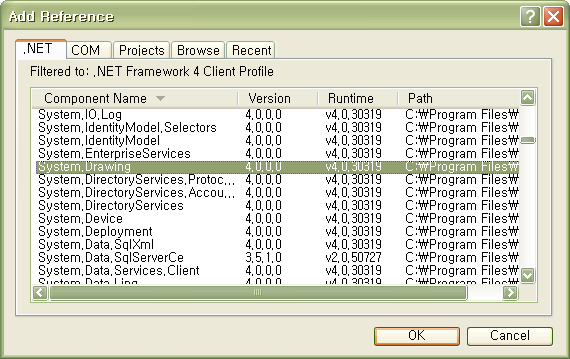 Add Reference
.NET COM Projects Browse Recent
Filtered to: .NET Framework 4 Client Profile
Component Name Version Runtime Path
System.IO.Log 4.0.0.0 v4.0.30319 C:₩Program Files₩
System.IdentityModel.Selectors 4.0.0.0 v4.0.30319 C:₩Program Files₩
System.IdentityModel 4.0.0.0 v4.0.30319 C:₩Program Files₩
System.EnterpriseServices 4.0.0.0 v4.0.30319 C:₩Program Files₩
System.Drawing 4.0.0.0 v4.0.30319 C:₩Program Files₩
System.DirectoryServices.Protoc... 4.0.0.0 v4.0.30319 C:₩Program Files₩
System.DirectoryServices.Accou... 4.0.0.0 v4.0.30319 C:₩Program Files₩
System.DirectoryServices 4.0.0.0 v4.0.30319 C:₩Program Files₩
System.Device 4.0.0.0 v4.0.30319 C:₩Program Files₩
System.Deployment 4.0.0.0 v4.0.30319 C:₩Program Files₩
System.Data.SqlXml 4.0.0.0 v4.0.30319 C:₩Program Files₩
System.Data.SqlServerCe 3.5.1.0 v2.0.50727 C:₩Program Files₩
System.Data.Services.Client 4.0.0.0 v4.0.30319 C:₩Program Files₩
System.Data.Linq 4.0.0.0 v4.0.30319 C:₩Program Files₩
OK Cancel